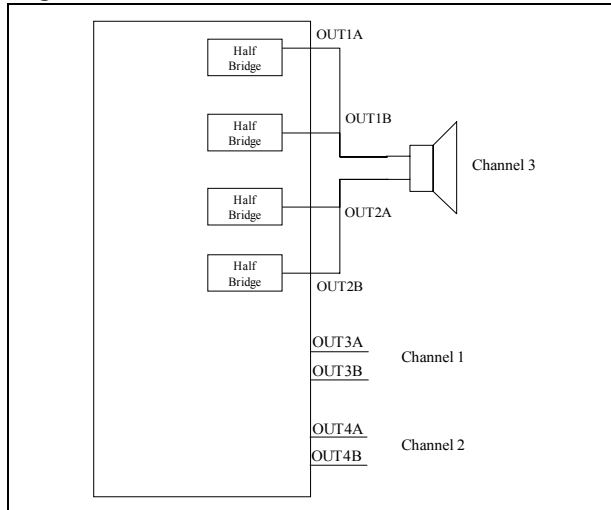 OUT1A
Half
Bridge
OUT1B
Half
Bridge
Channel 3
Half
Bridge
OUT2A
Half
Bridge
OUT2B
OUT3A
Channel 1
OUT3B
OUT4A
Channel 2
OUT4B